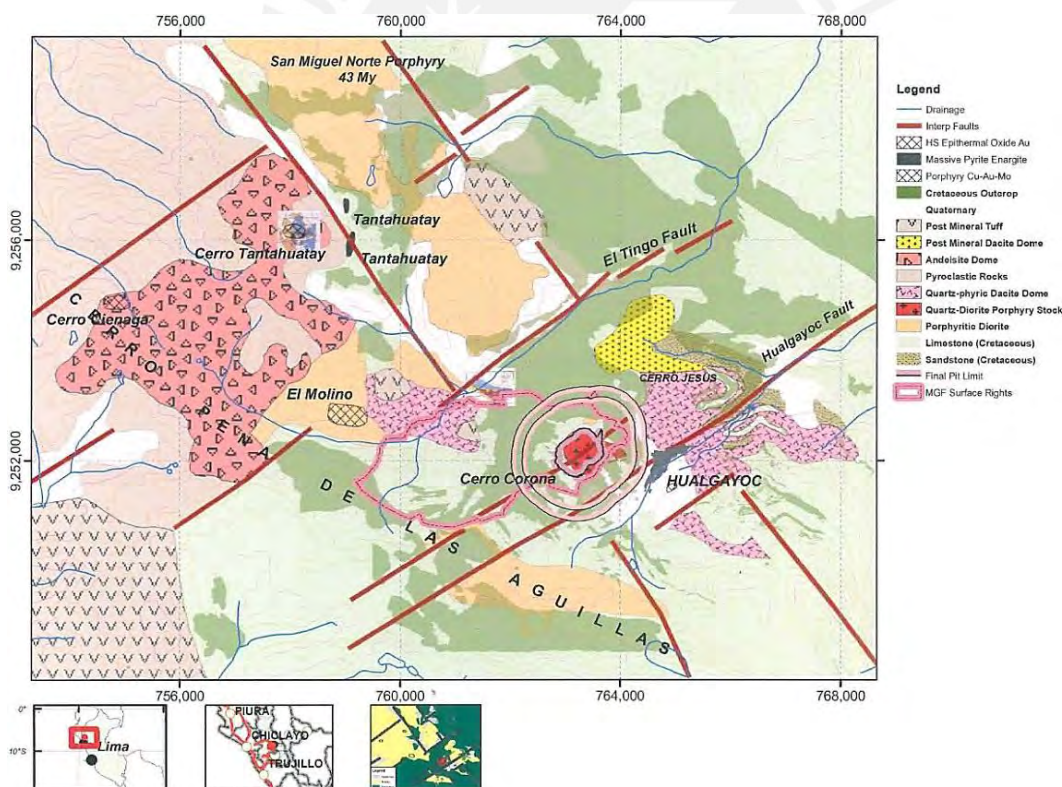 756,000 760,000 764,000 768,000
San Miguel Norte Porphyry
43 My
9,256,000
Tantahuatay
Cerro Tantahuatay
Tantahuatay
El Tingo Fault
Hualgayoc Fault
Cerro Cienaga
CERRO PENA DE LAS AGUILLAS
El Molino
CERRO JESUS
9,252,000
Cerro Corona
HUALGAYOC
756,000 760,000 764,000 768,000
Legend
Drainage
Interp Faults
HS Epithermal Oxide Au
Massive Pyrite Enargite
Porphyry Cu-Au-Mo
Cretaceous Outcrop
Quaternary
Post Mineral Tuff
Post Mineral Dacite Dome
Andeisite Dome
Pyroclastic Rocks
Quartz-phyric Dacite Dome
Quartz-Diorite Porphyry Stock
Porphyritic Diorite
Limestone (Cretaceous)
Sandstone (Cretaceous)
Final Pit Limit
MGF Surface Rights
0°
10°S
Lima
PIURA
CHICLAYO
TRUJILLO